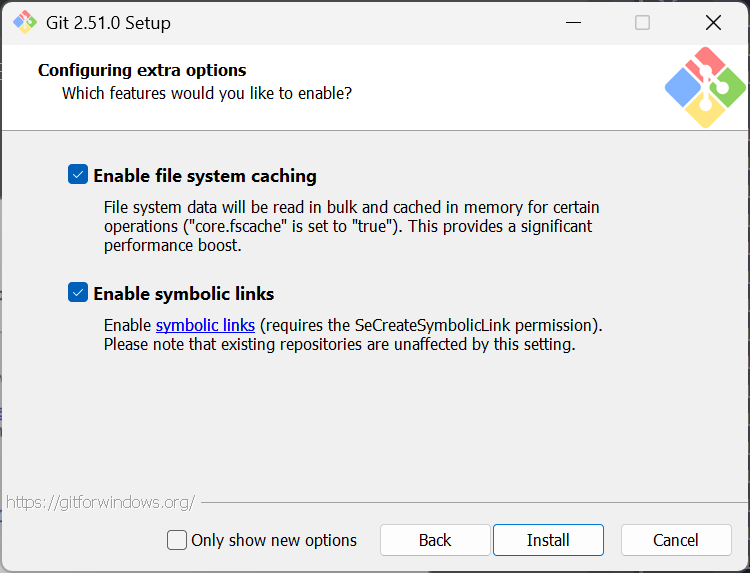 Git 2.51.0 Setup
Configuring extra options
Which features would you like to enable?
Enable file system caching
File system data will be read in bulk and cached in memory for certain
operations ("core.fscache" is set to "true"). This provides a significant
performance boost.
Enable symbolic links
Enable symbolic links (requires the SeCreateSymbolicLink permission).
Please note that existing repositories are unaffected by this setting.
https://gitforwindows.org/
Only show new options
Back
Install
Cancel